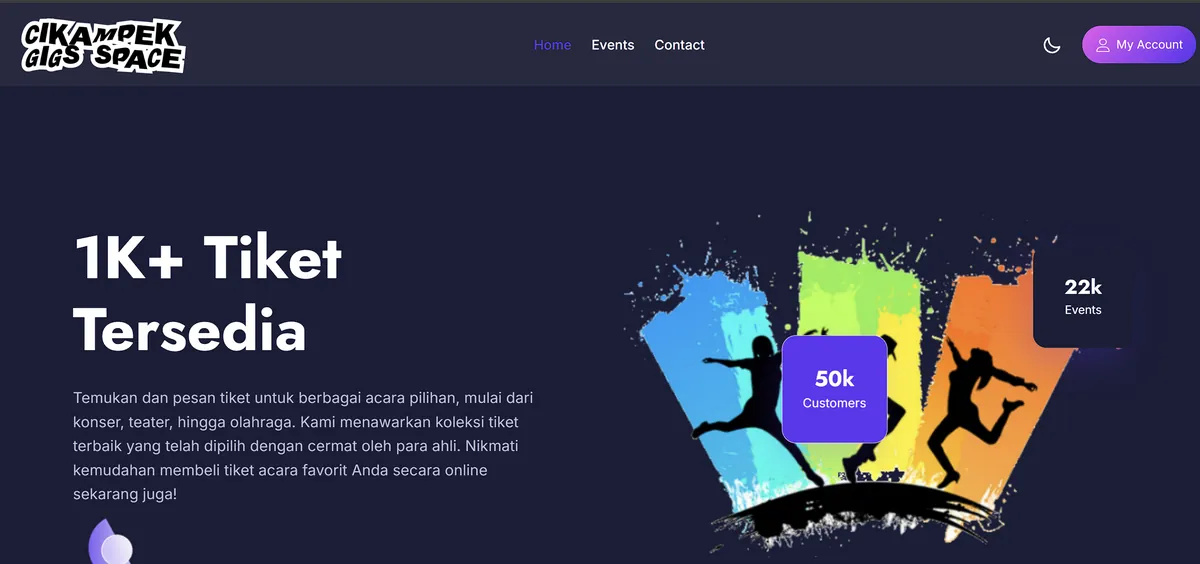 CIKAMPEK
GIGS SPACE
Home
Events
Contact
My Account
1K+ Tiket
Tersedia
Temukan dan pesan tiket untuk berbagai acara pilihan, mulai dari
konser, teater, hingga olahraga. Kami menawarkan koleksi tiket
terbaik yang telah dipilih dengan cermat oleh para ahli. Nikmati
kemudahan membeli tiket acara favorit Anda secara online
sekarang juga!
22k
Events
50k
Customers